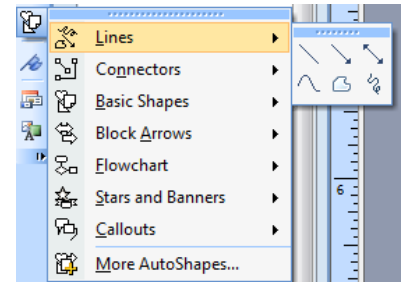 Lines
Connectors
Basic Shapes
Block Arrows
Flowchart
Stars and Banners
Callouts
More AutoShapes...
6